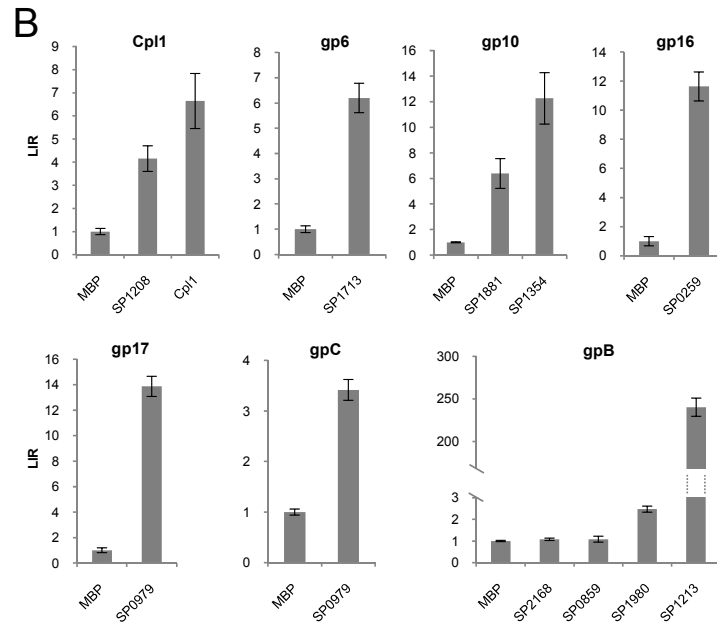 B
Cpl1
9
8
7
6
5
4
3
2
1
0
LIR
MBP
SP1208
Cpl1
gp6
8
7
6
5
4
3
2
1
0
MBP
SP1713
gp10
16
14
12
10
8
6
4
2
0
MBP
SP1881
SP1354
gp16
14
12
10
8
6
4
2
0
MBP
SP0259
gp17
16
14
12
10
8
6
4
2
0
LIR
MBP
SP0979
gpC
4
3
2
1
0
MBP
SP0979
gpB
300
250
200
3
2
1
0
MBP
SP2168
SP0859
SP1980
SP1213